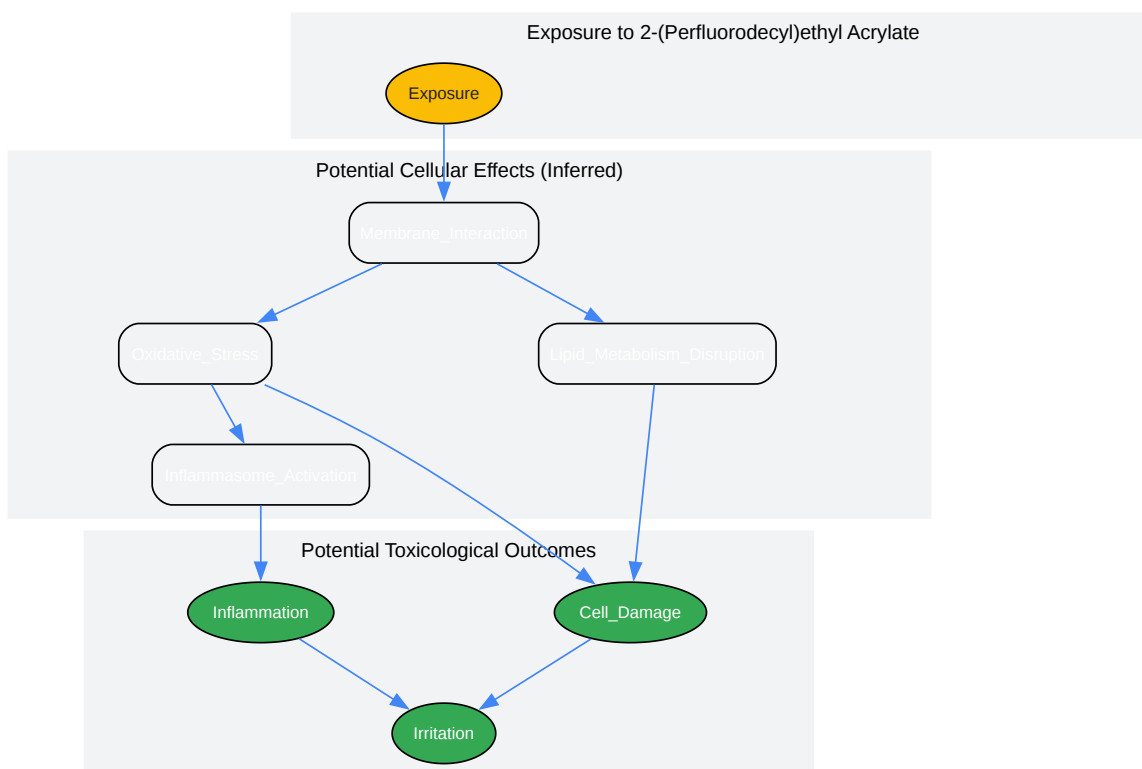 Exposure to 2-(Perfluorodecyl)ethyl Acrylate
Exposure
Potential Cellular Effects (Inferred)
Membrane_Interaction
Oxidative_Stress
Lipid_Metabolism_Disruption
Inflammasome_Activation
Potential Toxicological Outcomes
Inflammation
Cell_Damage
Irritation